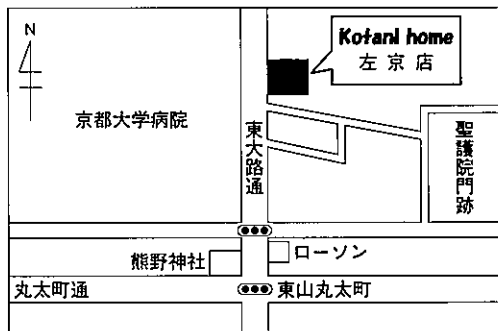 N
Kotani home
左京店
京都大学病院
東大路通
聖護院門跡
熊野神社
ローソン
丸太町通
東山丸太町